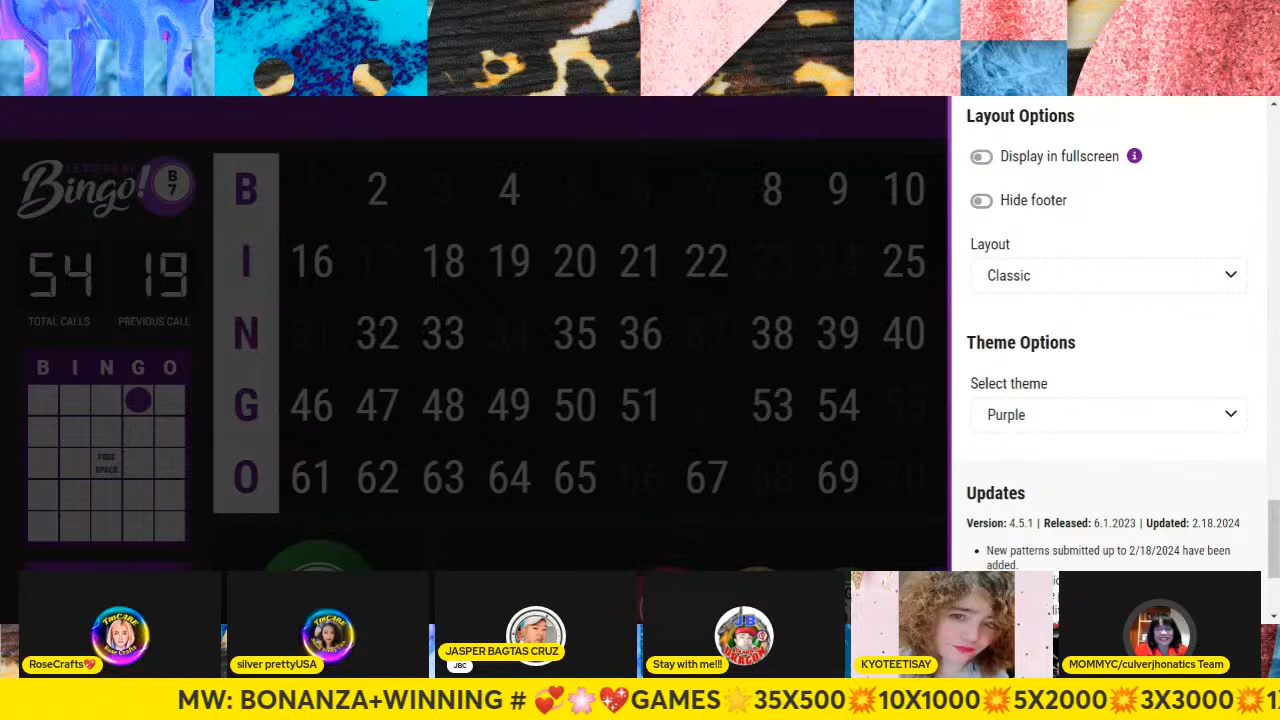 Layout Options
Display in fullscreen
Hide footer
Layout
Classic
Theme Options
Select theme
Purple
Updates
Version: 4.5.1 | Released: 6.1.2023 | Updated: 2.18.2024
New patterns submitted up to 2/18/2024 have been
added.
Bingo!
B
7
54 19
TOTAL CALLS PREVIOUS CALL
B I N G O
FREE
SPACE
B 2 4 8 9 10
I 16 18 19 20 21 22 25
N 32 33 35 36 38 39 40
G 46 47 48 49 50 51 53 54
O 61 62 63 64 65 67 69
RoseCrafts💖
silver prettyUSA
JASPER BAGTAS CRUZ
JBC
Stay with me!!!
KYOTEETISAY
MOMMYC/culverjhonatics Team
MW: BONANZA+WINNING # 💞🌸💖GAMES🌟35X500💥10X1000💥5X2000💥3X3000💥